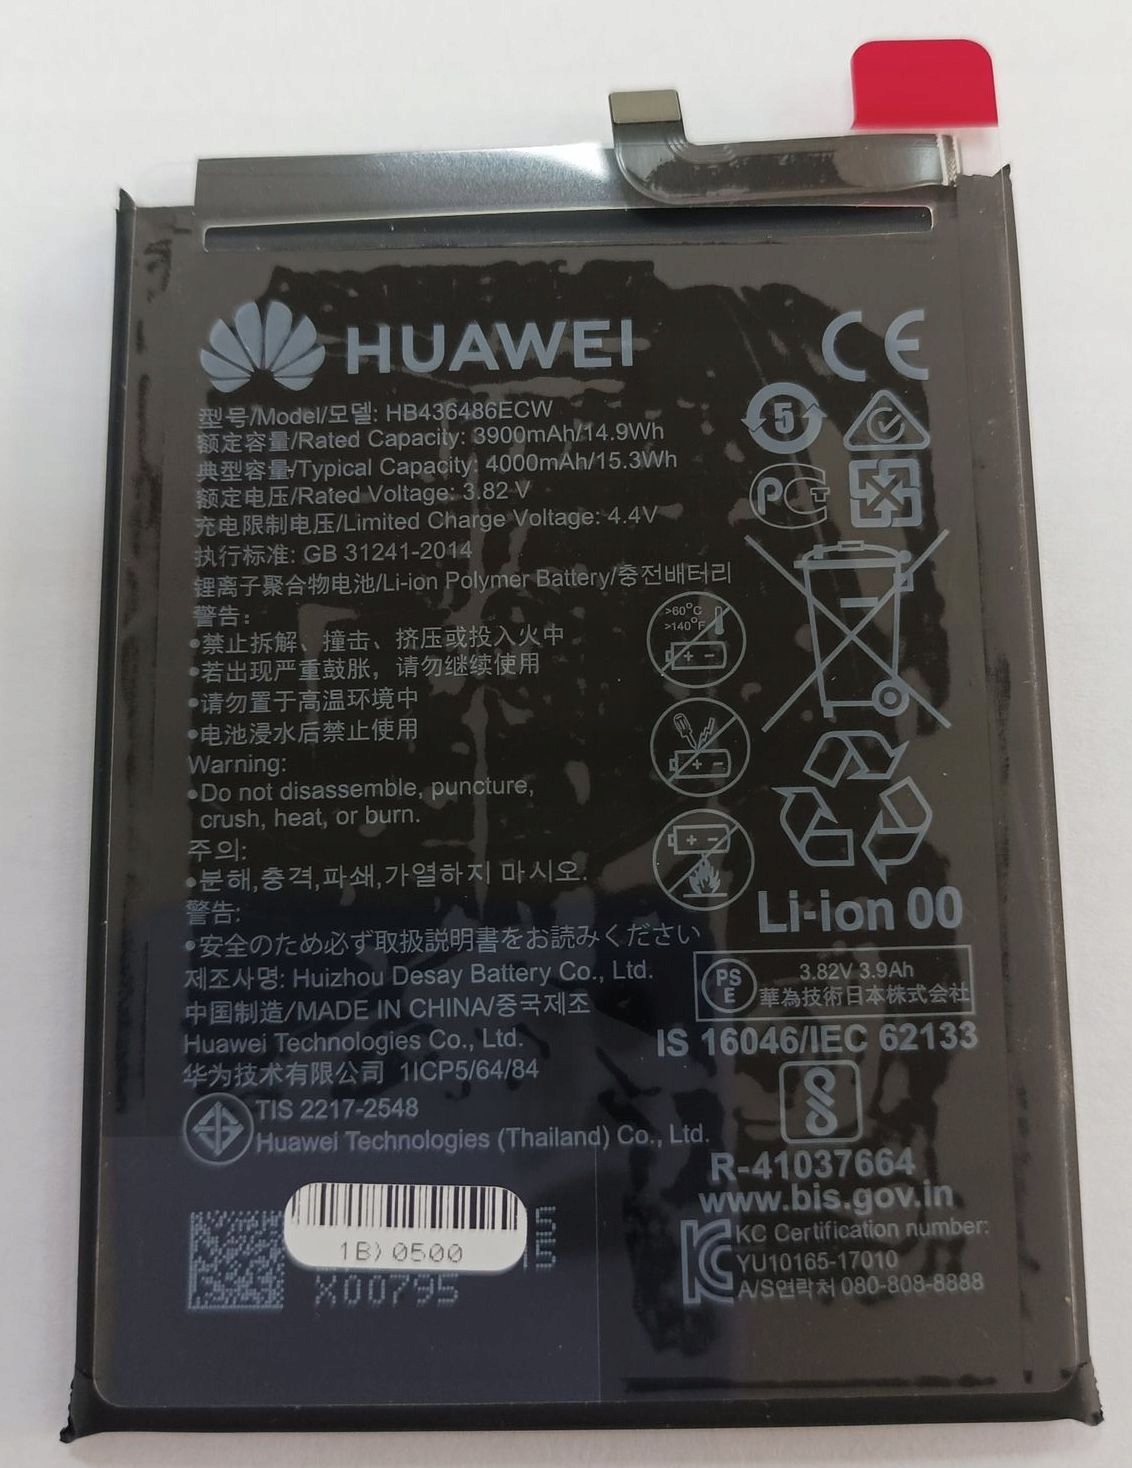 HUAWEI
CE
型号/Model/모델: HB436486ECW
额定容量/Rated Capacity: 3900mAh/14.9Wh
典型容量/Typical Capacity: 4000mAh/15.3Wh
额定电压/Rated Voltage: 3.82 V
充电限制电压/Limited Charge Voltage: 4.4V
执行标准: GB 31241-2014
锂离子聚合物电池/Li-ion Polymer Battery/충전배터리
警告:
•禁止拆解、撞击、挤压或投入火中
•若出现严重鼓胀，请勿继续使用
•请勿置于高温环境中
•电池浸水后禁止使用
Warning:
•Do not disassemble, puncture,
crush, heat, or burn.
주의:
•분해,충격,파쇄,가열하지 마시오.
警告:
•安全のため必ず取扱説明書をお読みください
제조사명: Huizhou Desay Battery Co., Ltd.
中国制造/MADE IN CHINA/중국제조
Huawei Technologies Co., Ltd.
华为技术有限公司 1ICP5/64/84
TIS 2217-2548
Huawei Technologies (Thailand) Co., Ltd.
1B) 0500
X00795
5
PCT
>60°C
>140°F
Li-ion 00
PS
E
3.82V 3.9Ah
華為技術日本株式会社
IS 16046/IEC 62133
R-41037664
www.bis.gov.in
KC Certification number:
YU10165-17010
A/S연락처 080-808-8888